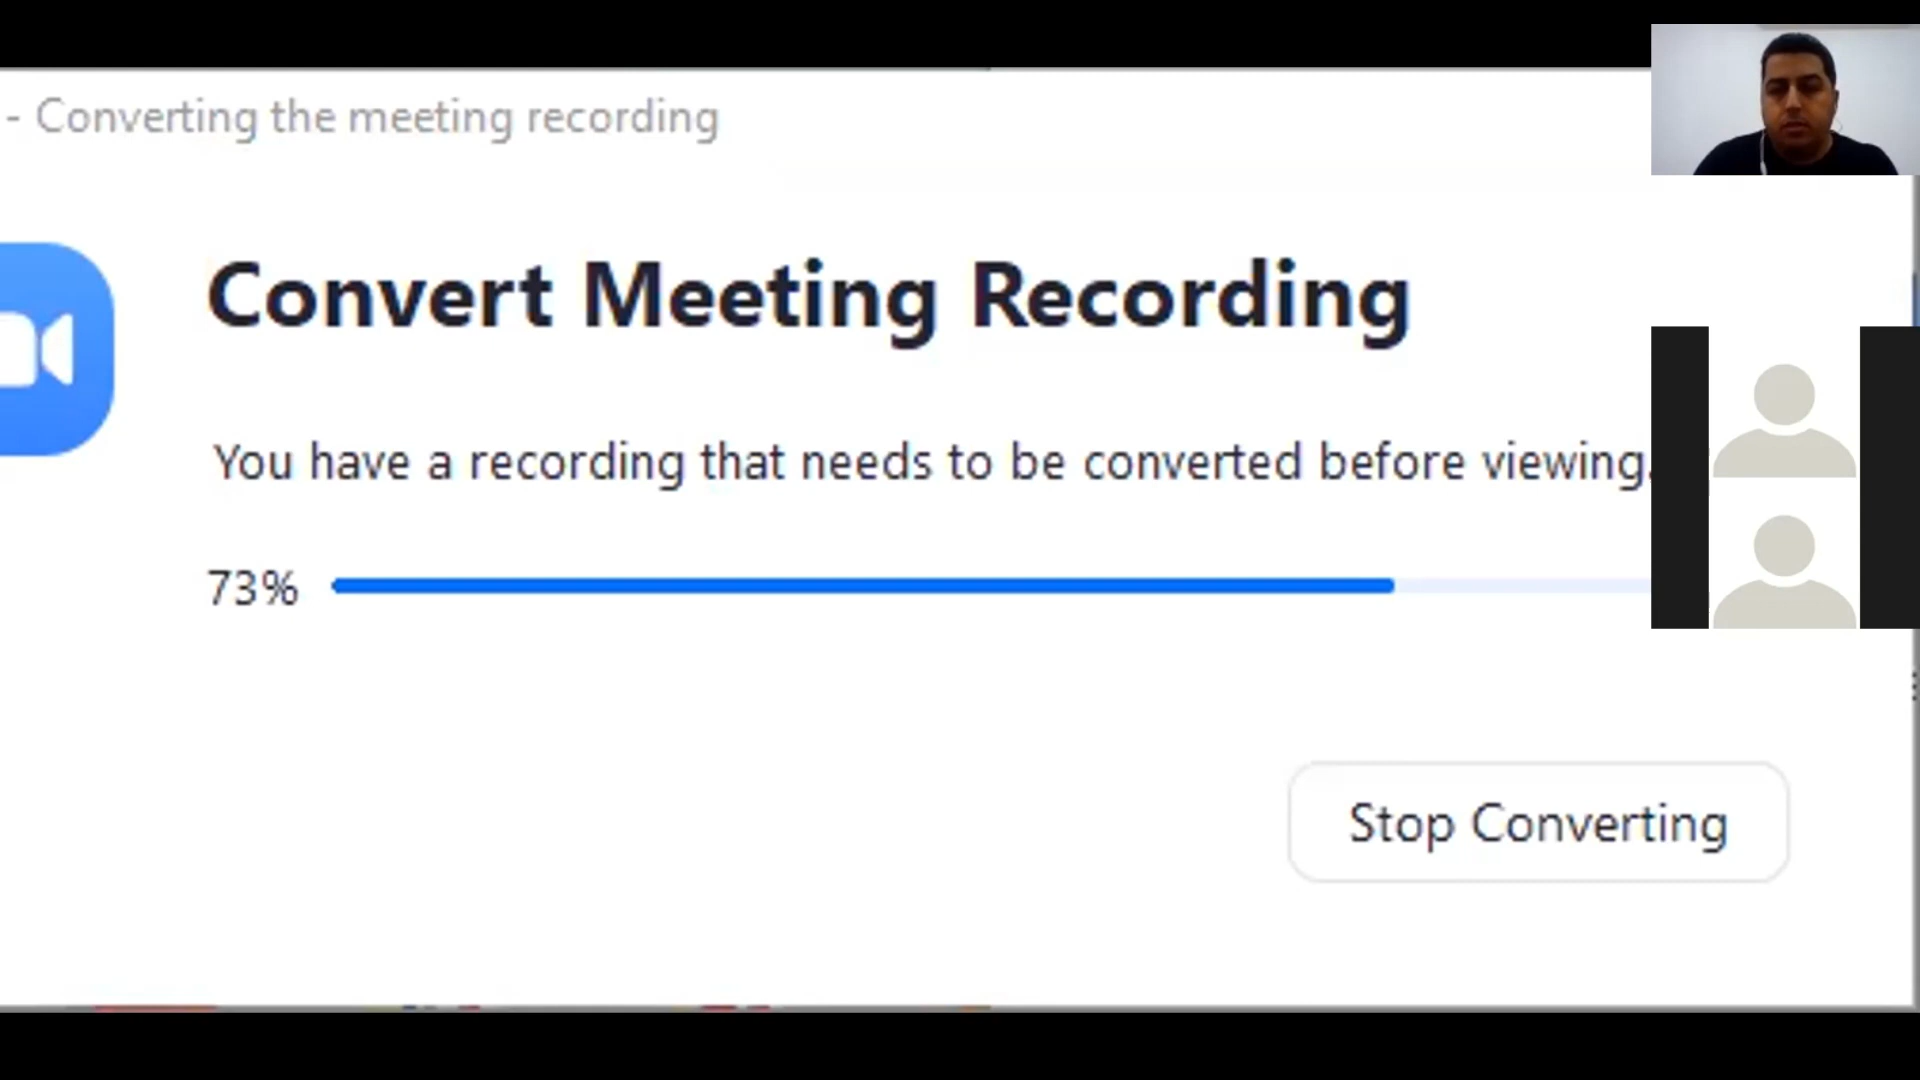 - Converting the meeting recording
Convert Meeting Recording
You have a recording that needs to be converted before viewing.
73%
Stop Converting